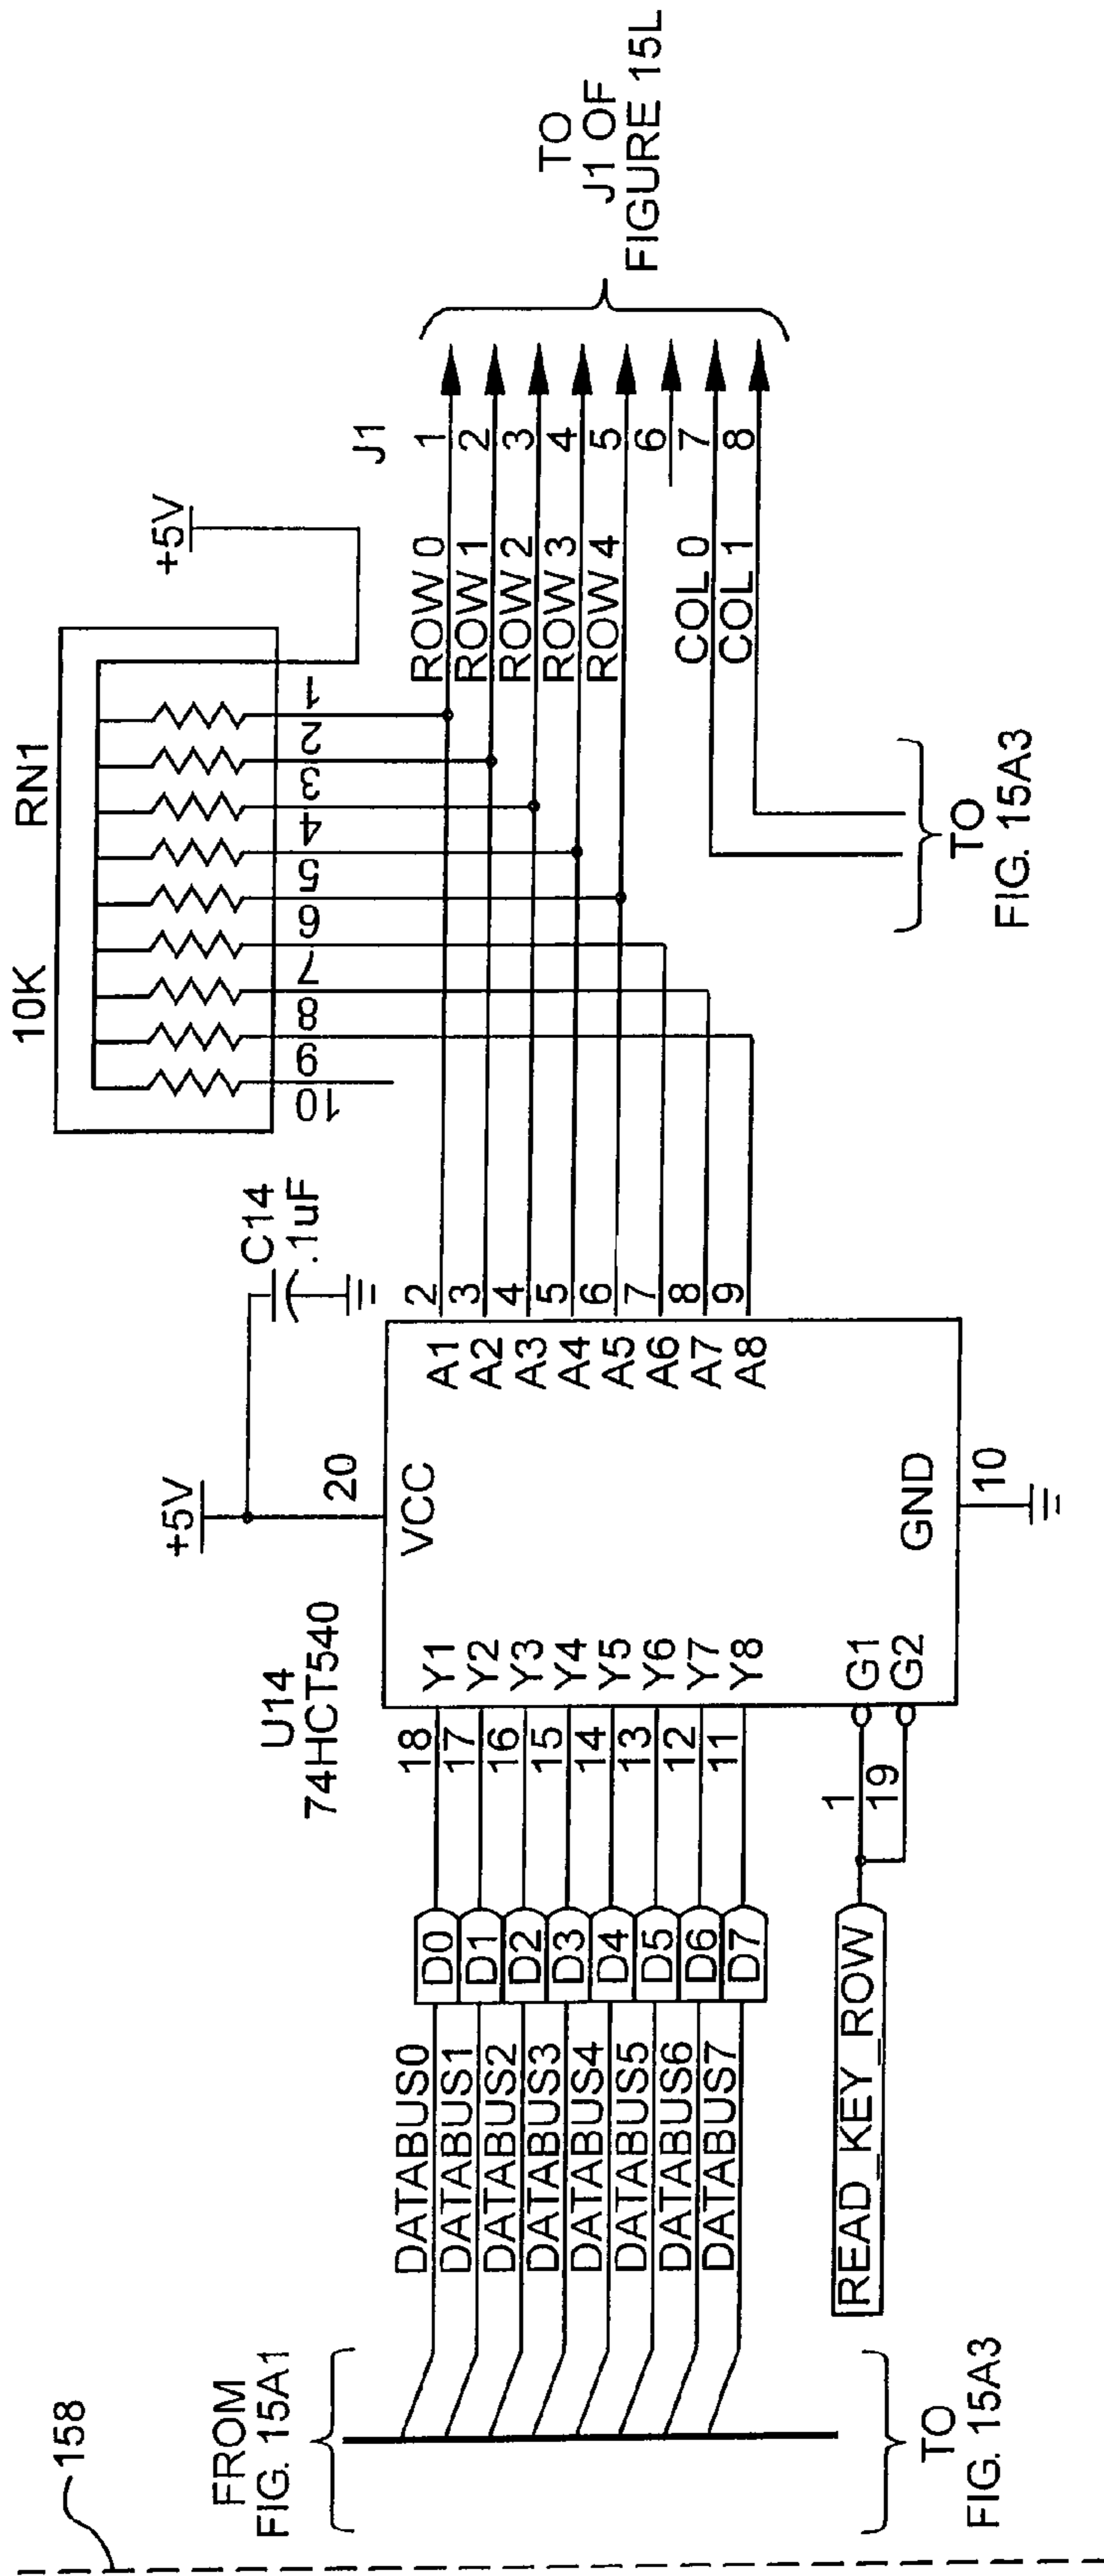 158
FROM
FIG. 15A1
TO
FIG. 15A3
DATABUS0
DATABUS1
DATABUS2
DATABUS3
DATABUS4
DATABUS5
DATABUS6
DATABUS7
D0
D1
D2
D3
D4
D5
D6
D7
READ_KEY_ROW
18
17
16
15
14
13
12
11
1
19
U14
74HCT540
Y1
Y2
Y3
Y4
Y5
Y6
Y7
Y8
G1
G2
+5V
20
VCC
GND
10
C14
.1uF
A1
A2
A3
A4
A5
A6
A7
A8
2
3
4
5
6
7
8
9
10K
RN1
10
9
8
7
6
5
4
3
2
1
+5V
ROW 0
ROW 1
ROW 2
ROW 3
ROW 4
COL 0
COL 1
TO
FIG. 15A3
J1
1
2
3
4
5
6
7
8
TO
J1 OF
FIGURE 15L